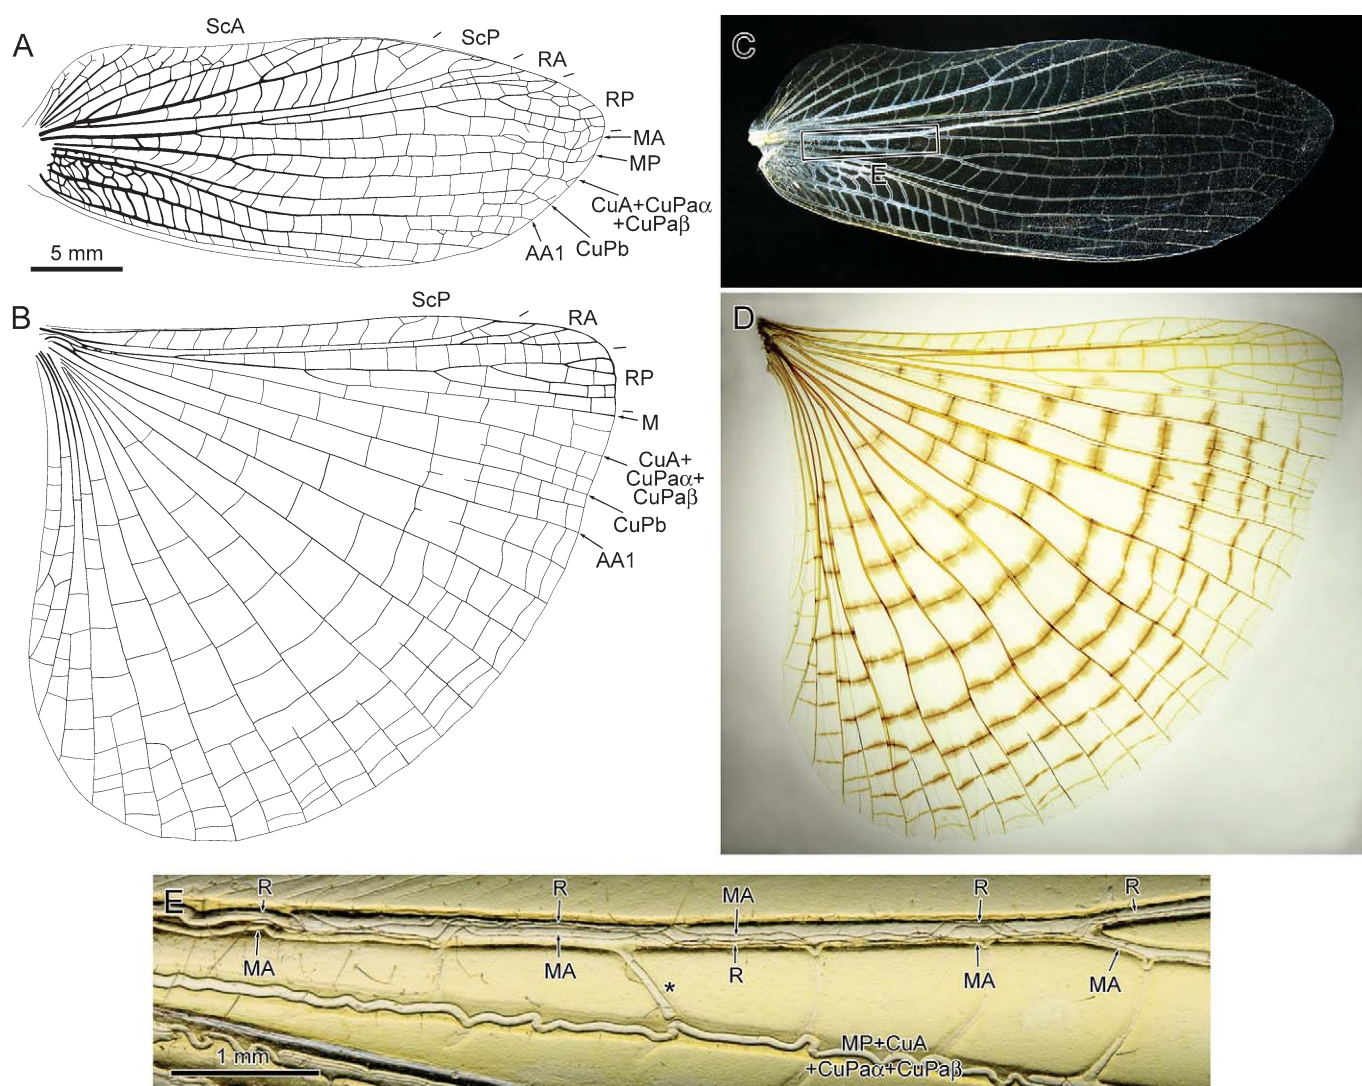 A
ScA
ScP
RA
RP
MA
MP
CuA+CuPaα
+CuPaβ
CuPb
AA1
5 mm
B
ScP
RA
RP
M
CuA+
CuPaα+
CuPaβ
CuPb
AA1
C
E
D
E
R
R
MA
R
R
MA
MA
R
MA
MA
*
MP+CuA
+CuPaα+CuPaβ
1 mm